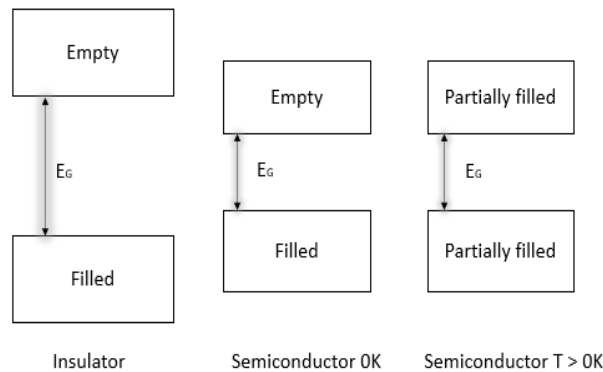 Empty
Empty
Partially filled
EG
EG
EG
Filled
Filled
Partially filled
Insulator
Semiconductor 0K
Semiconductor T > 0K